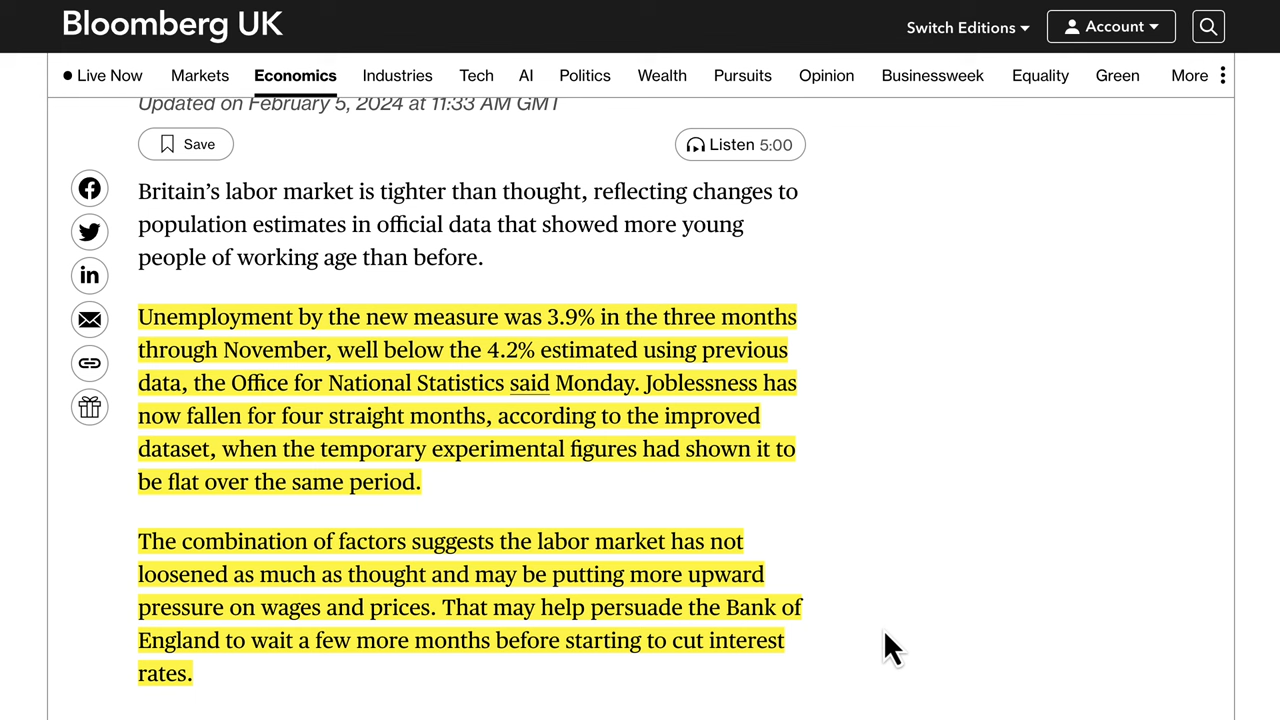 Bloomberg UK
Switch Editions
Account
Live Now Markets Economics Industries Tech AI Politics Wealth Pursuits Opinion Businessweek Equality Green More
Updated on February 5, 2024 at 11:33 AM GMT
Save
Listen 5:00
Britain’s labor market is tighter than thought, reflecting changes to
population estimates in official data that showed more young
people of working age than before.
Unemployment by the new measure was 3.9% in the three months
through November, well below the 4.2% estimated using previous
data, the Office for National Statistics said Monday. Joblessness has
now fallen for four straight months, according to the improved
dataset, when the temporary experimental figures had shown it to
be flat over the same period.
The combination of factors suggests the labor market has not
loosened as much as thought and may be putting more upward
pressure on wages and prices. That may help persuade the Bank of
England to wait a few more months before starting to cut interest
rates.